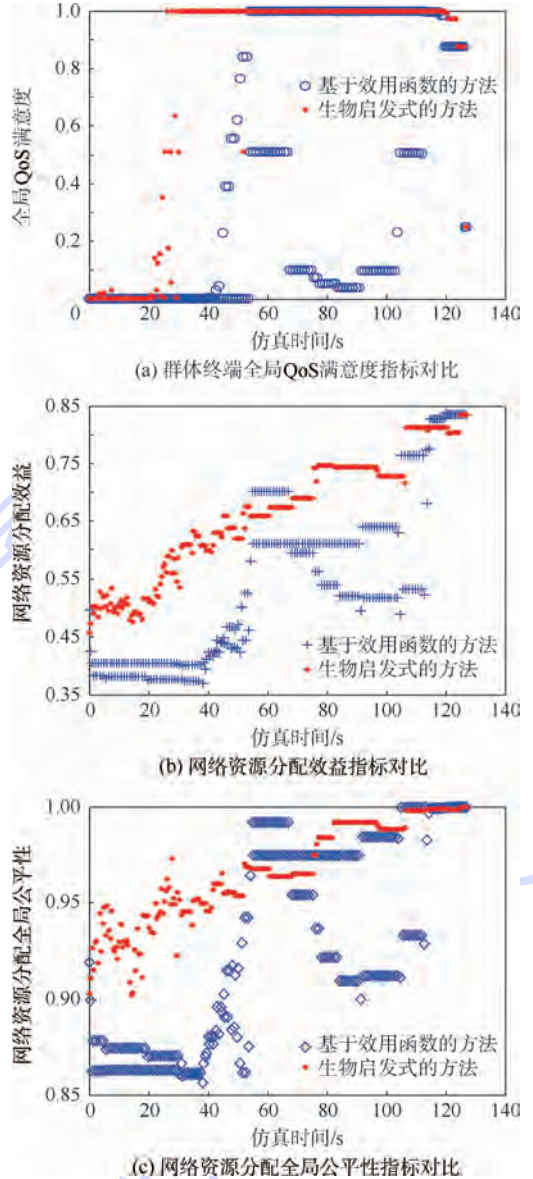 全局QoS满意度
1.0
0.8
0.6
0.4
0.2
0
20
40
60
80
100
120
140
基于效用函数的方法
生物启发式的方法
仿真时间/s
(a) 群体终端全局QoS满意度指标对比
网络资源分配效益
0.85
0.75
0.65
0.55
0.45
0.35
0
20
40
60
80
100
120
140
基于效用函数的方法
生物启发式的方法
仿真时间/s
(b) 网络资源分配效益指标对比
网络资源分配全局公平性
1.00
0.95
0.90
0.85
0
20
40
60
80
100
120
140
基于效用函数的方法
生物启发式的方法
仿真时间/s
(c) 网络资源分配全局公平性指标对比